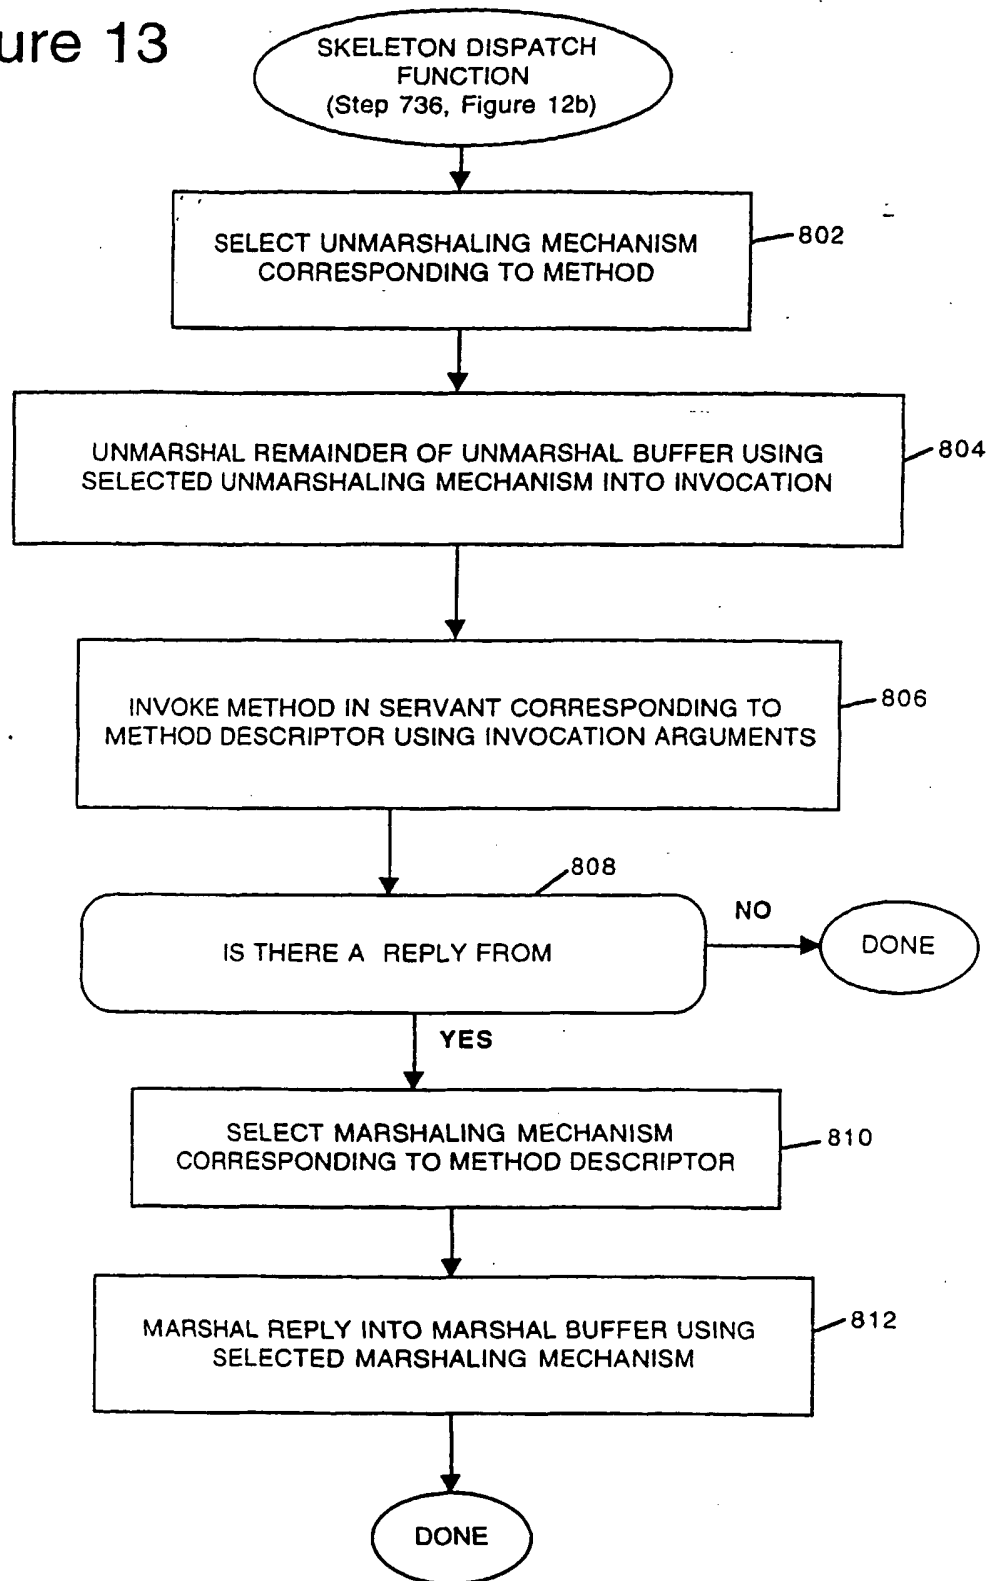 ure 13
SKELETON DISPATCH
FUNCTION
(Step 736, Figure 12b)
SELECT UNMARSHALING MECHANISM
CORRESPONDING TO METHOD
802
UNMARSHAL REMAINDER OF UNMARSHAL BUFFER USING
SELECTED UNMARSHALING MECHANISM INTO INVOCATION
804
INVOKE METHOD IN SERVANT CORRESPONDING TO
METHOD DESCRIPTOR USING INVOCATION ARGUMENTS
806
808
IS THERE A REPLY FROM
NO
DONE
YES
SELECT MARSHALING MECHANISM
CORRESPONDING TO METHOD DESCRIPTOR
810
MARSHAL REPLY INTO MARSHAL BUFFER USING
SELECTED MARSHALING MECHANISM
812
DONE